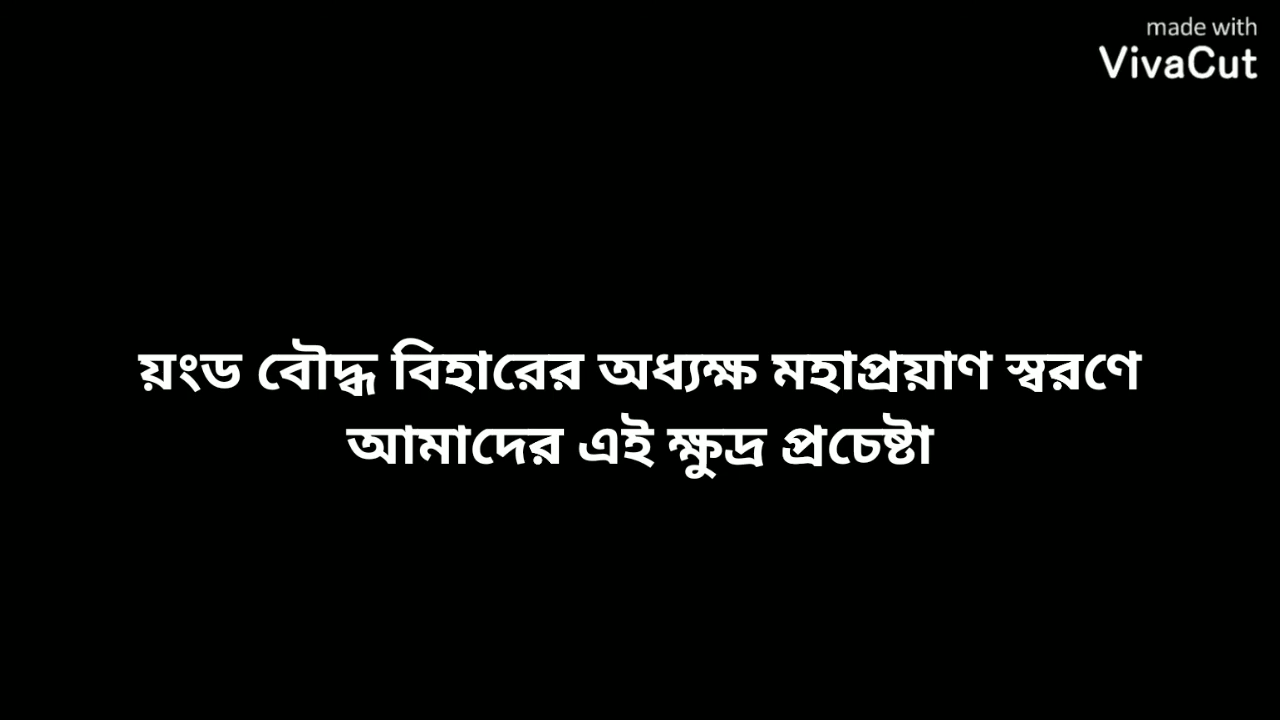 made with
VivaCut
য়ংড বৌদ্ধ বিহারের অধ্যক্ষ মহাপ্রয়াণ স্বরণে
আমাদের এই ক্ষুদ্র প্রচেষ্টা